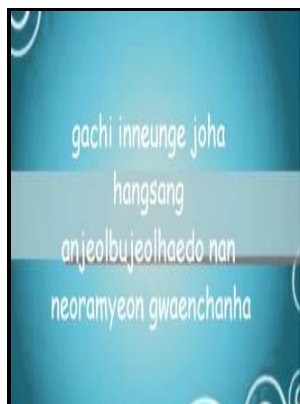 gachi inneunge joha
hangsang
anjeolbujeolhaedo nan
neoramyeon gwaenchanha